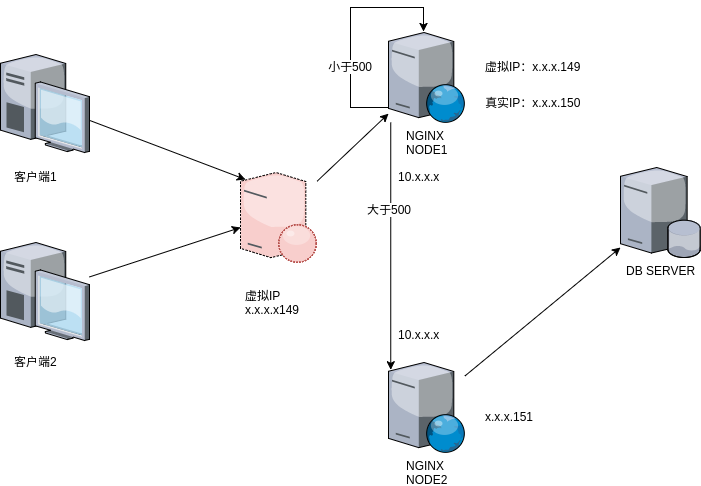 小于500
虚拟IP：x.x.x.149
真实IP：x.x.x.150
NGINX
NODE1
客户端1
10.x.x.x
大于500
DB SERVER
虚拟IP
x.x.x.x149
10.x.x.x
客户端2
x.x.x.151
NGINX
NODE2